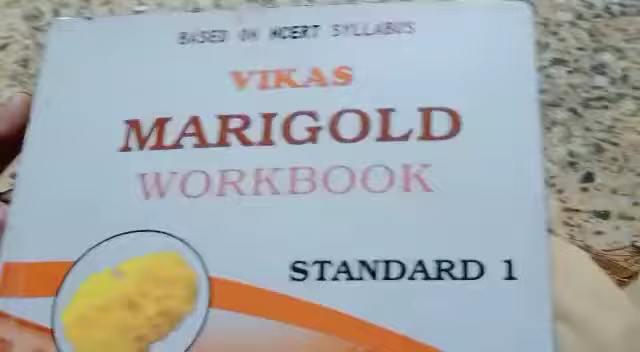 BASED ON NCERT SYLLABUS
VIKAS
MARIGOLD
WORKBOOK
STANDARD 1